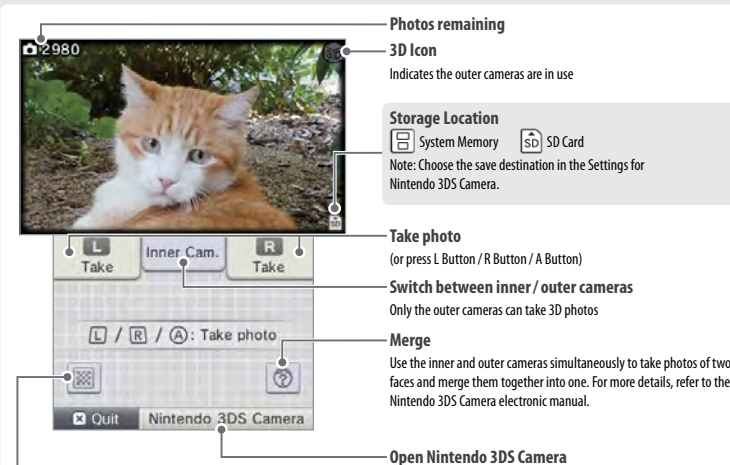 Photos remaining
2980
3D Icon
Indicates the outer cameras are in use
Storage Location
System Memory SD SD Card
Note: Choose the save destination in the Settings for
Nintendo 3DS Camera.
SD
L Take
Inner Cam.
R Take
Take photo
(or press L Button / R Button / A Button)
Switch between inner / outer cameras
Only the outer cameras can take 3D photos
L / R / A: Take photo
Merge
Use the inner and outer cameras simultaneously to take photos of two
faces and merge them together into one. For more details, refer to the
Nintendo 3DS Camera electronic manual.
?
X Quit
Nintendo 3DS Camera
Open Nintendo 3DS Camera